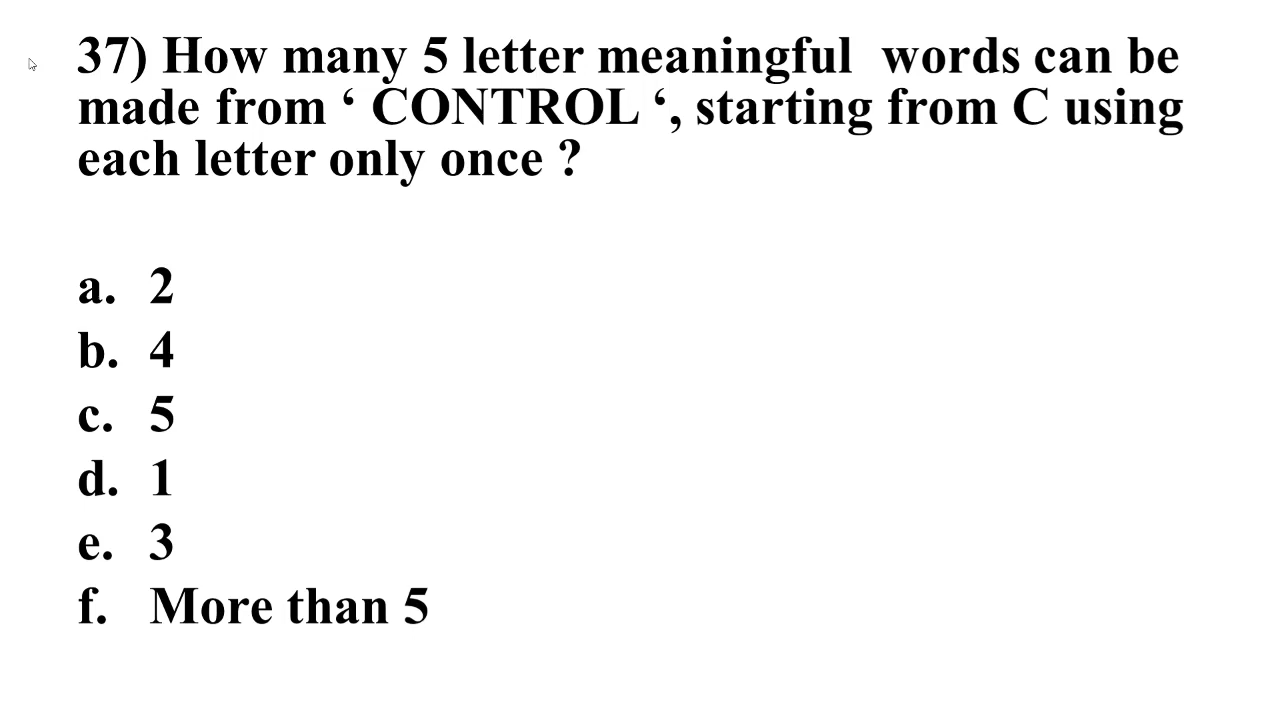 37) How many 5 letter meaningful  words can be
made from ‘ CONTROL ‘, starting from C using
each letter only once ?
a. 2
b. 4
c. 5
d. 1
e. 3
f. More than 5